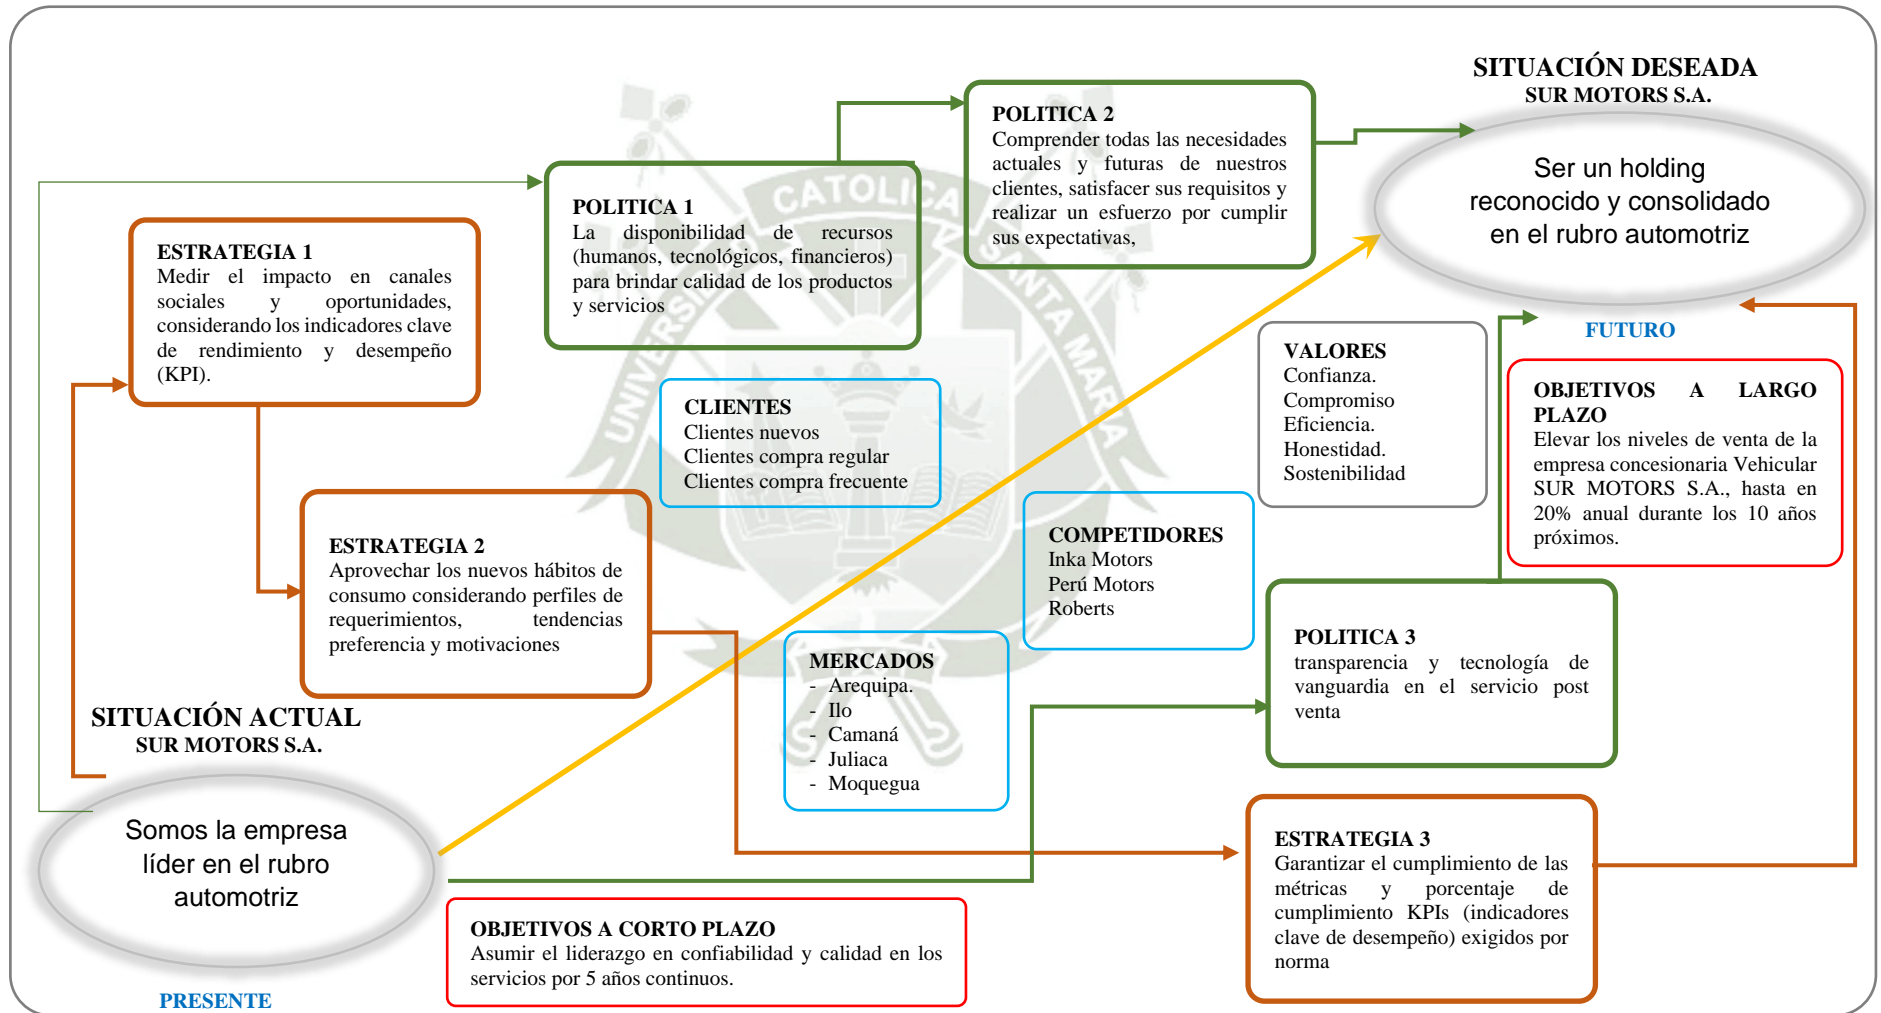 SITUACIÓN DESEADA
SUR MOTORS S.A.
Ser un holding
reconocido y consolidado
en el rubro automotriz
FUTURO
POLITICA 2
Comprender todas las necesidades
actuales y futuras de nuestros
clientes, satisfacer sus requisitos y
realizar un esfuerzo por cumplir
sus expectativas,
POLITICA 1
La disponibilidad de recursos
(humanos, tecnológicos, financieros)
para brindar calidad de los productos
y servicios
ESTRATEGIA 1
Medir el impacto en canales
sociales y oportunidades,
considerando los indicadores clave
de rendimiento y desempeño
(KPI).
UNIVERSIDAD CATOLICA SANTA MARIA
CLIENTES
Clientes nuevos
Clientes compra regular
Clientes compra frecuente
VALORES
Confianza.
Compromiso
Eficiencia.
Honestidad.
Sostenibilidad
OBJETIVOS A LARGO
PLAZO
Elevar los niveles de venta de la
empresa concesionaria Vehicular
SUR MOTORS S.A., hasta en
20% anual durante los 10 años
próximos.
ESTRATEGIA 2
Aprovechar los nuevos hábitos de
consumo considerando perfiles de
requerimientos, tendencias
preferencia y motivaciones
COMPETIDORES
Inka Motors
Perú Motors
Roberts
MERCADOS
- Arequipa.
- Ilo
- Camaná
- Juliaca
- Moquegua
POLITICA 3
transparencia y tecnología de
vanguardia en el servicio post
venta
SITUACIÓN ACTUAL
SUR MOTORS S.A.
Somos la empresa
líder en el rubro
automotriz
PRESENTE
OBJETIVOS A CORTO PLAZO
Asumir el liderazgo en confiabilidad y calidad en los
servicios por 5 años continuos.
ESTRATEGIA 3
Garantizar el cumplimiento de las
métricas y porcentaje de
cumplimiento KPIs (indicadores
clave de desempeño) exigidos por
norma